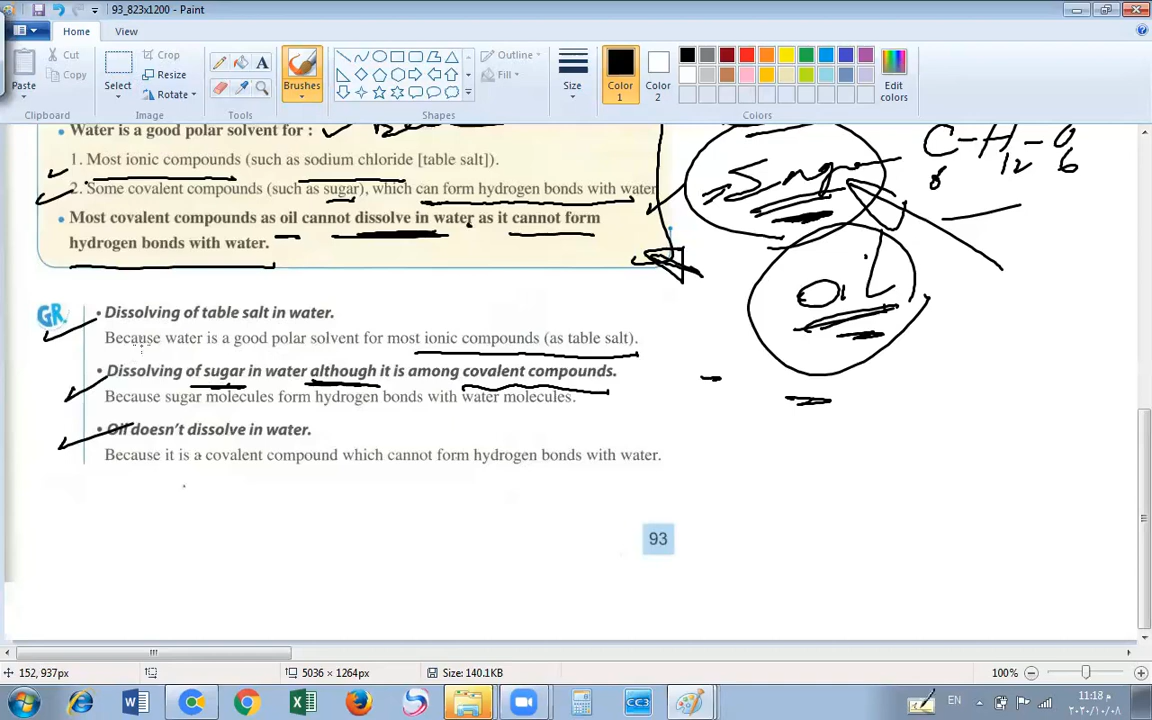 93_823x1200 - Paint
Home View
Paste
Cut
Copy
Clipboard
Select
Crop
Resize
Rotate
Image
A
Tools
Brushes
Outline
Fill
Shapes
Size
Color 1
Color 2
Edit colors
Colors
• Water is a good polar solvent for :
1. Most ionic compounds (such as sodium chloride [table salt]).
2. Some covalent compounds (such as sugar), which can form hydrogen bonds with water
• Most covalent compounds as oil cannot dissolve in water as it cannot form
hydrogen bonds with water.
C-H-O
6 12 6
Sugar
Oil
GR.
• Dissolving of table salt in water.
Because water is a good polar solvent for most ionic compounds (as table salt).
• Dissolving of sugar in water although it is among covalent compounds.
Because sugar molecules form hydrogen bonds with water molecules.
• Oil doesn't dissolve in water.
Because it is a covalent compound which cannot form hydrogen bonds with water.
93
152, 937px
5036 × 1264px
Size: 140.1KB
100%
W
CC3
EN
11:18 م
٢٠٢٠/١٠/٠٨